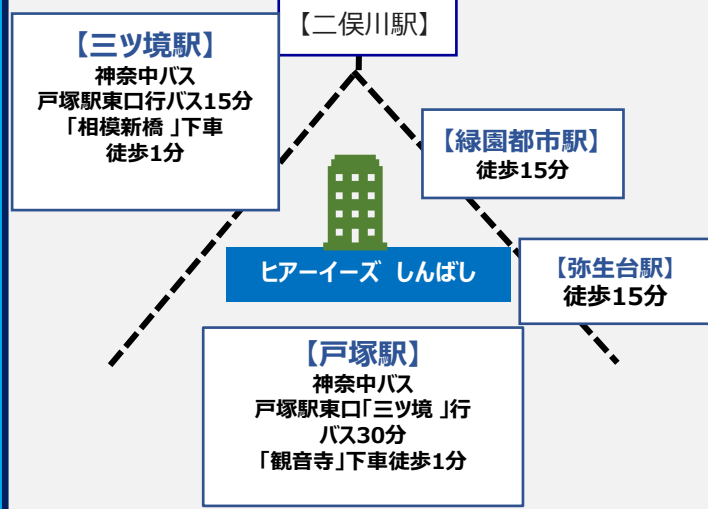 【二俣川駅】
【三ツ境駅】
神奈中バス
戸塚駅東口行バス15分
「相模新橋 」下車
徒歩1分
【緑園都市駅】
徒歩15分
ヒアーイーズ しんばし
【弥生台駅】
徒歩15分
【戸塚駅】
神奈中バス
戸塚駅東口「三ツ境 」行
バス30分
「観音寺」下車徒歩1分